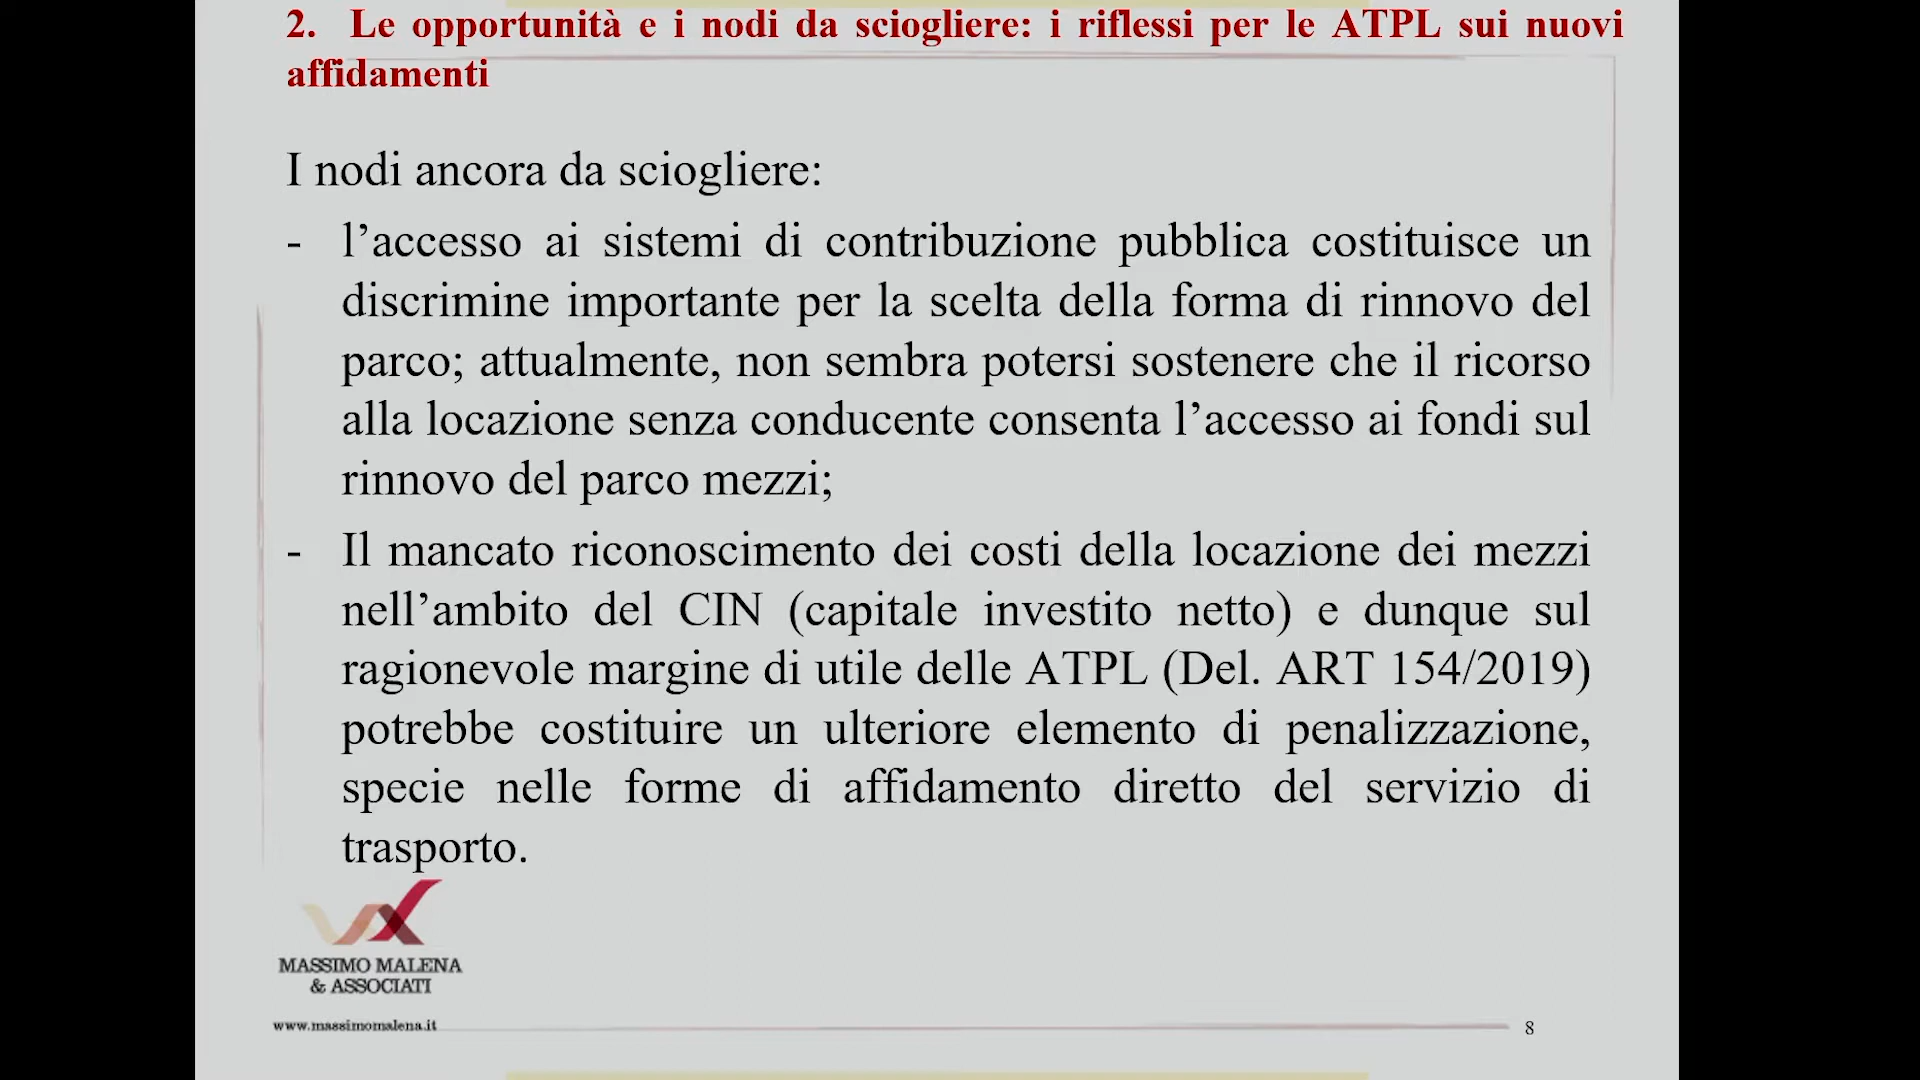 2. Le opportunità e i nodi da sciogliere: i riflessi per le ATPL sui nuovi
affidamenti
I nodi ancora da sciogliere:
- l’accesso ai sistemi di contribuzione pubblica costituisce un
discrimine importante per la scelta della forma di rinnovo del
parco; attualmente, non sembra potersi sostenere che il ricorso
alla locazione senza conducente consenta l’accesso ai fondi sul
rinnovo del parco mezzi;
- Il mancato riconoscimento dei costi della locazione dei mezzi
nell’ambito del CIN (capitale investito netto) e dunque sul
ragionevole margine di utile delle ATPL (Del. ART 154/2019)
potrebbe costituire un ulteriore elemento di penalizzazione,
specie nelle forme di affidamento diretto del servizio di
trasporto.
MASSIMO MALENA
& ASSOCIATI
www.massimomalena.it
8